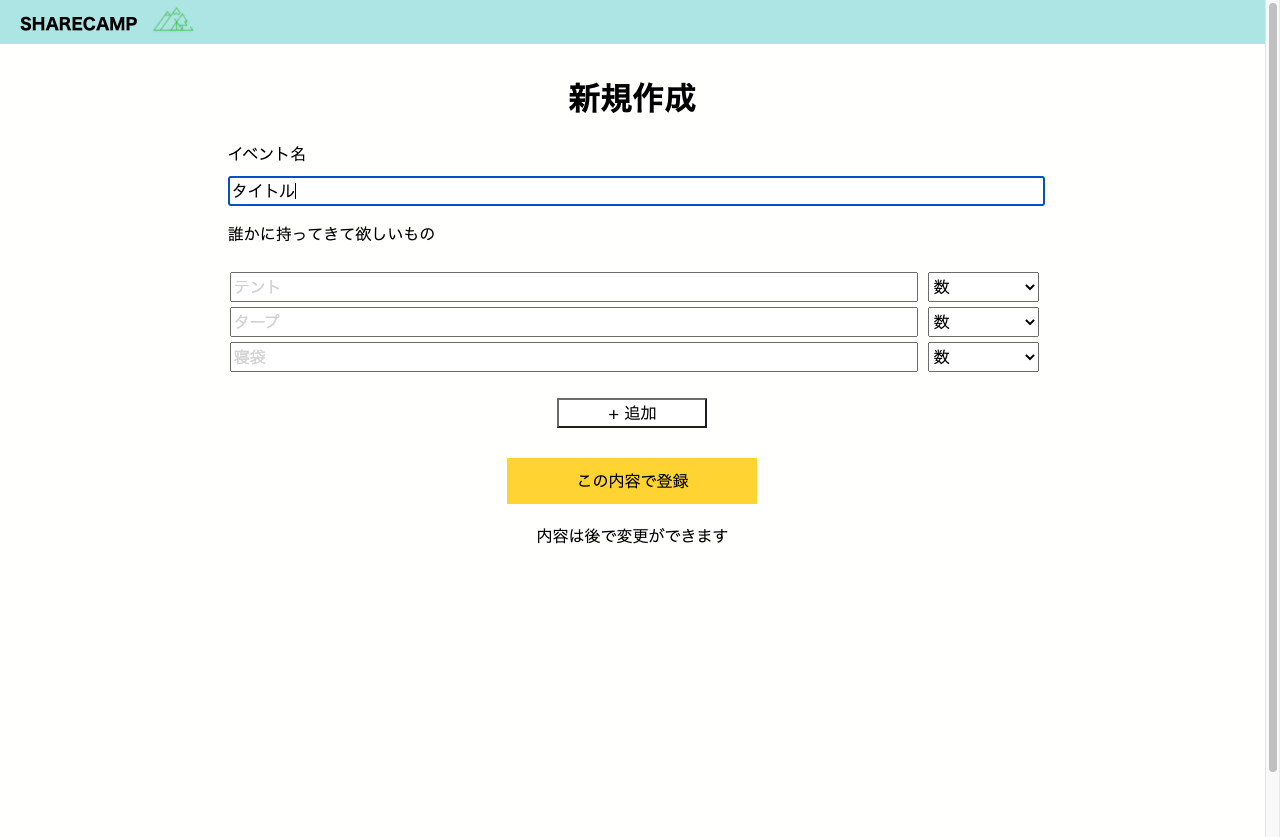 SHARECAMP
新規作成
イベント名
タイトル
誰かに持ってきて欲しいもの
テント 数
タープ 数
寝袋 数
+ 追加
この内容で登録
内容は後で変更ができます